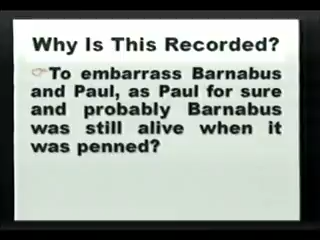 Why Is This Recorded?
To embarrass Barnabus
and Paul, as Paul for sure
and probably Barnabus
was still alive when it
was penned?